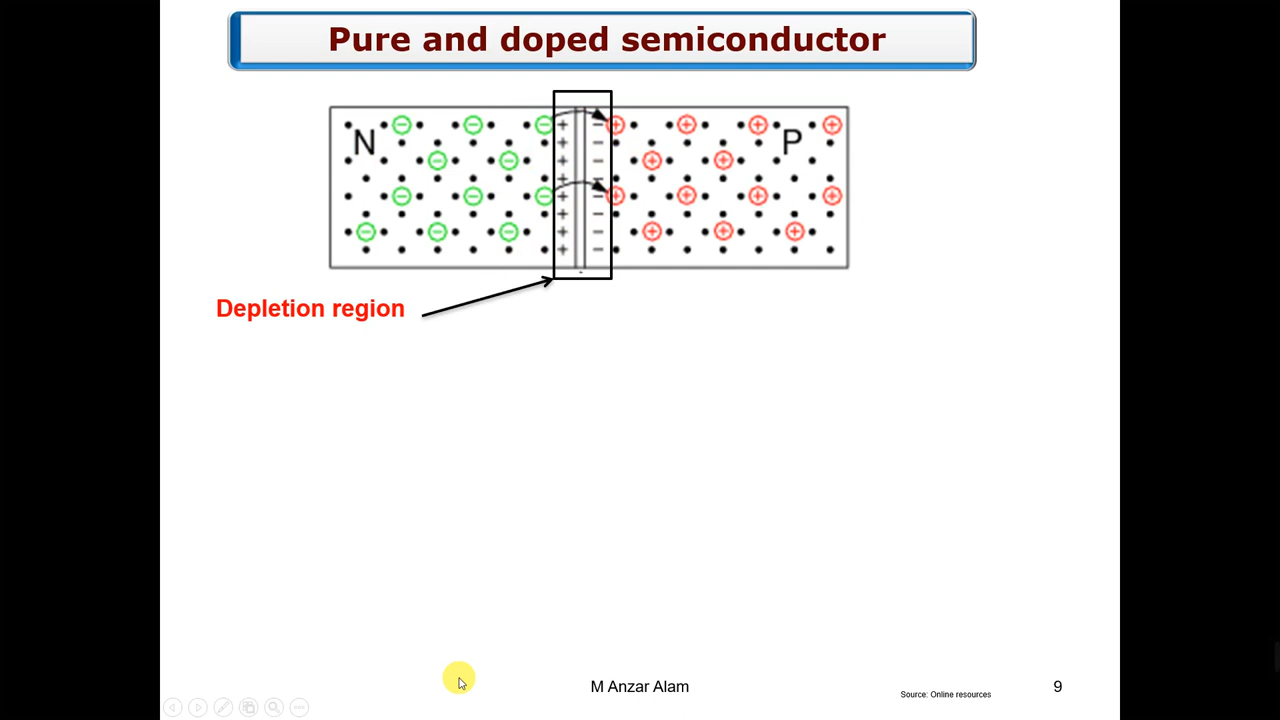 Pure and doped semiconductor
N
P
Depletion region
M Anzar Alam
Source: Online resources
9